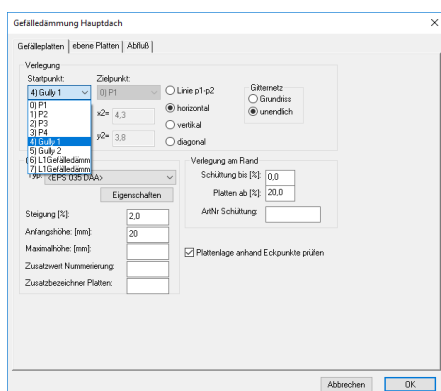 Gefälledämmung Hauptdach
Gefälleplatten ebene Platten Abfluß
Verlegung
Startpunkt: Zielpunkt:
4) Gully 1 0) P1
0) P1
1) P2
2) P3
3) P4
4) Gully 1
5) Gully 2
6) L1Gefälledämm
7) L1Gefälledämm
x2= 4,3
y2= 3,8
Linie p1-p2
horizontal
vertikal
diagonal
Gitternetz
Grundriss
unendlich
<EPS 035 DAA>
Eigenschaften
Steigung [%]: 2,0
Anfangshöhe: [mm]: 20
Maximalhöhe: [mm]:
Zusatzwert Nummerierung:
Zusatzbezeichner Platten:
Verlegung am Rand
Schüttung bis [%]: 0,0
Platten ab [%]: 20,0
ArtNr Schüttung:
Plattenlage anhand Eckpunkte prüfen
Abbrechen OK